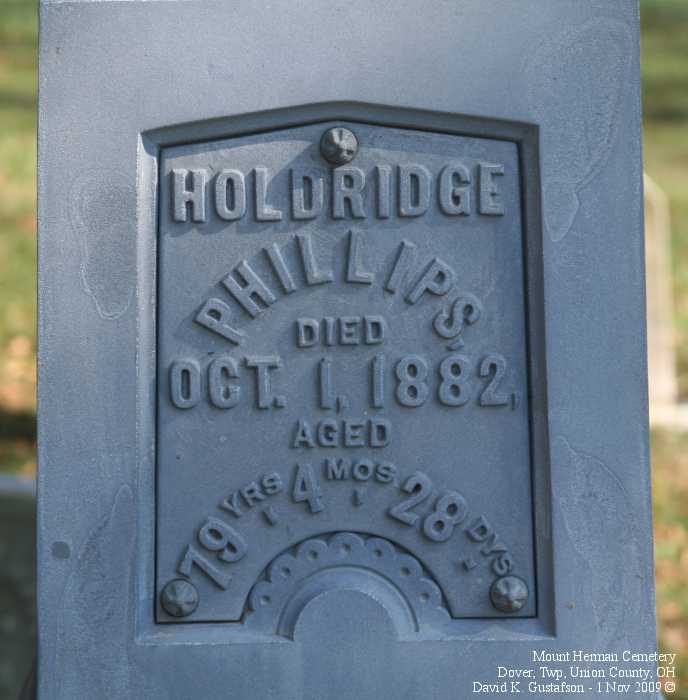 HOLDRIDGE
PHILLIPS,
DIED
OCT. 1, 1882,
AGED
79 YRS 4 MOS. 28 DYS
Mount Herman Cemetery
Dover, Twp, Union County, OH
David K. Gustafson - 1 Nov 2009 ©